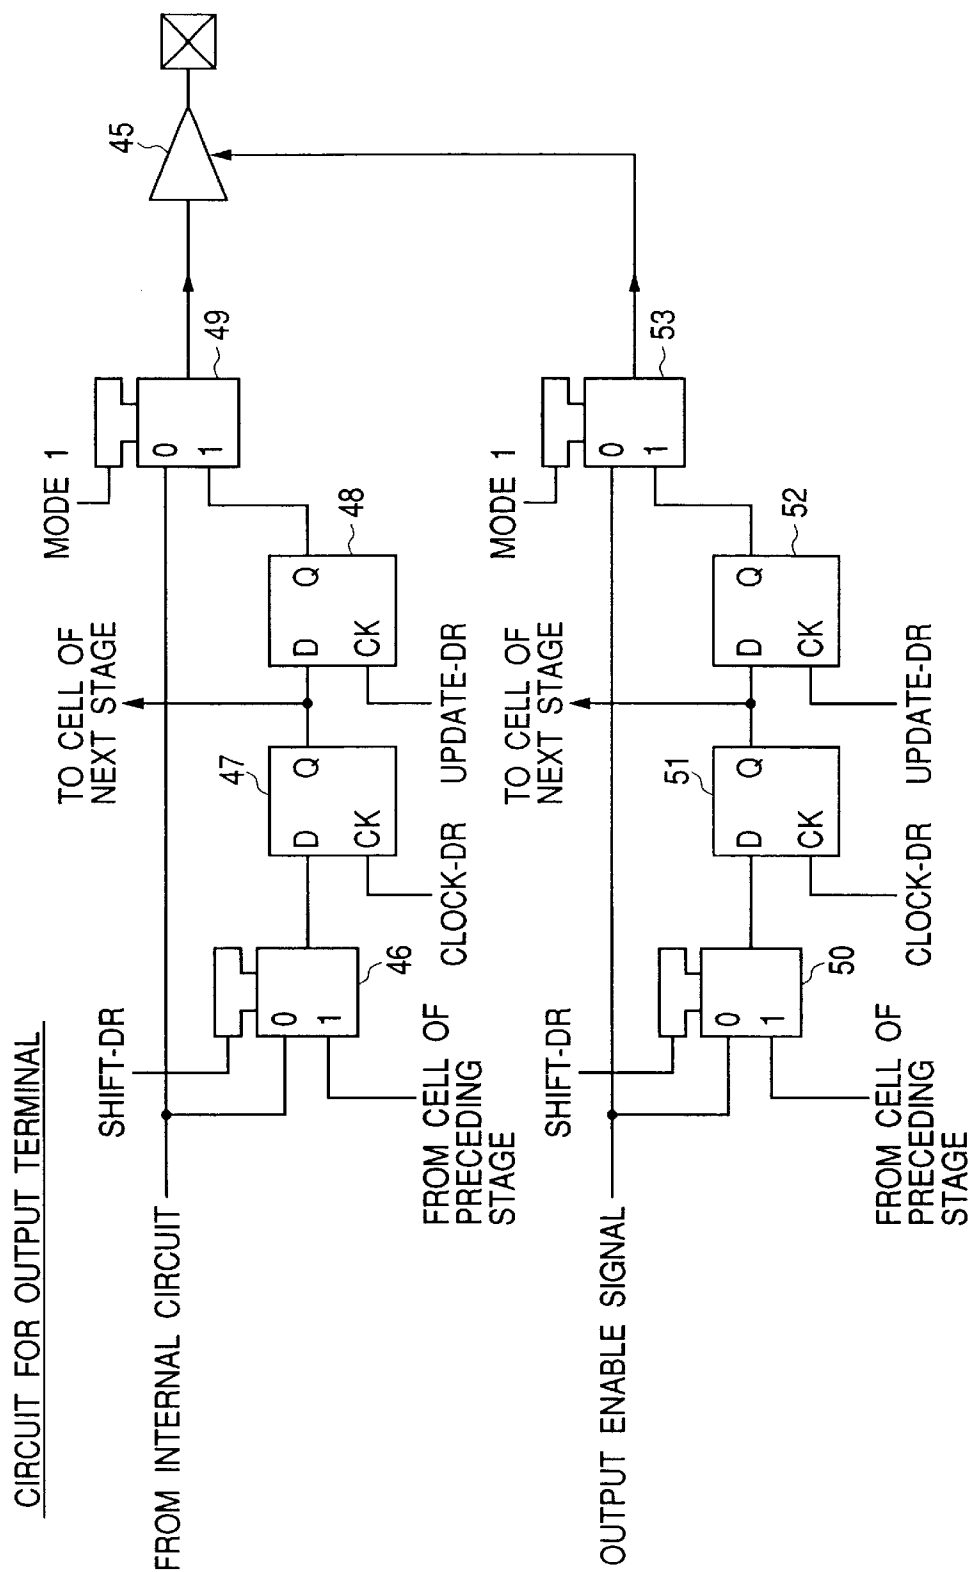 CIRCUIT FOR OUTPUT TERMINAL
FROM INTERNAL CIRCUIT
SHIFT-DR
0
1
46
FROM CELL OF
PRECEDING
STAGE
D
Q
CK
47
CLOCK-DR
TO CELL OF
NEXT STAGE
D
Q
CK
48
UPDATE-DR
MODE 1
0
1
49
45
OUTPUT ENABLE SIGNAL
SHIFT-DR
0
1
50
FROM CELL OF
PRECEDING
STAGE
D
Q
CK
51
CLOCK-DR
TO CELL OF
NEXT STAGE
D
Q
CK
52
UPDATE-DR
MODE 1
0
1
53